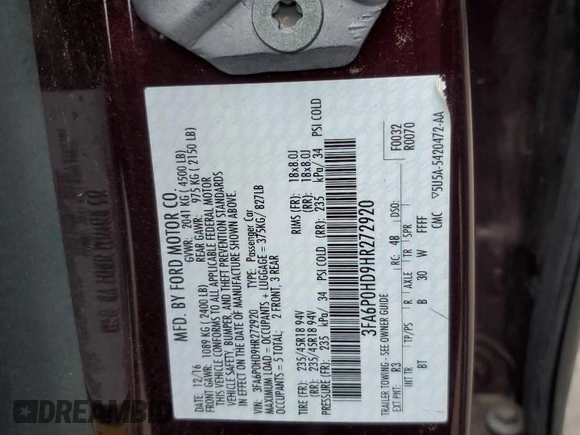 MFD. BY FORD MOTOR CO.
12/16 GVWR: 2041 KG ( 4500 LB)
FRONT GAWR: 1089 KG ( 2400 LB) REAR GAWR: 975 KG ( 2150 LB)
THIS VEHICLE CONFORMS TO ALL APPLICABLE FEDERAL MOTOR
VEHICLE SAFETY, BUMPER, AND THEFT PREVENTION STANDARDS
IN EFFECT ON THE DATE OF MANUFACTURE SHOWN ABOVE.
VIN: 3FA6P0HD9HR272920 TYPE: Passenger Car
MAXIMUM LOAD = OCCUPANTS + LUGGAGE = 375KG/ 827LB
OCCUPANTS = 5 TOTAL; 2 FRONT, 3 REAR
TIRE (FR): 235/45R18 94V RIMS (FR): 18x8.0J
(RR): 235/45R18 94V (RR): 18x8.0J
PRESSURE (FR): 235 kPa/ 34 PSI COLD (RR): 235 kPa/ 34 PSI COLD
3FA6P0HD9HR272920
F0032
R0070
TRAILER TOWING - SEE OWNER GUIDE
EXT PNT: R3 RC: 48 DSO:
INT TR TP/PS R AXLE TR SPR
BT B 30 W FFFF
CMC 5U5A-5420472-AA
DREAMBID